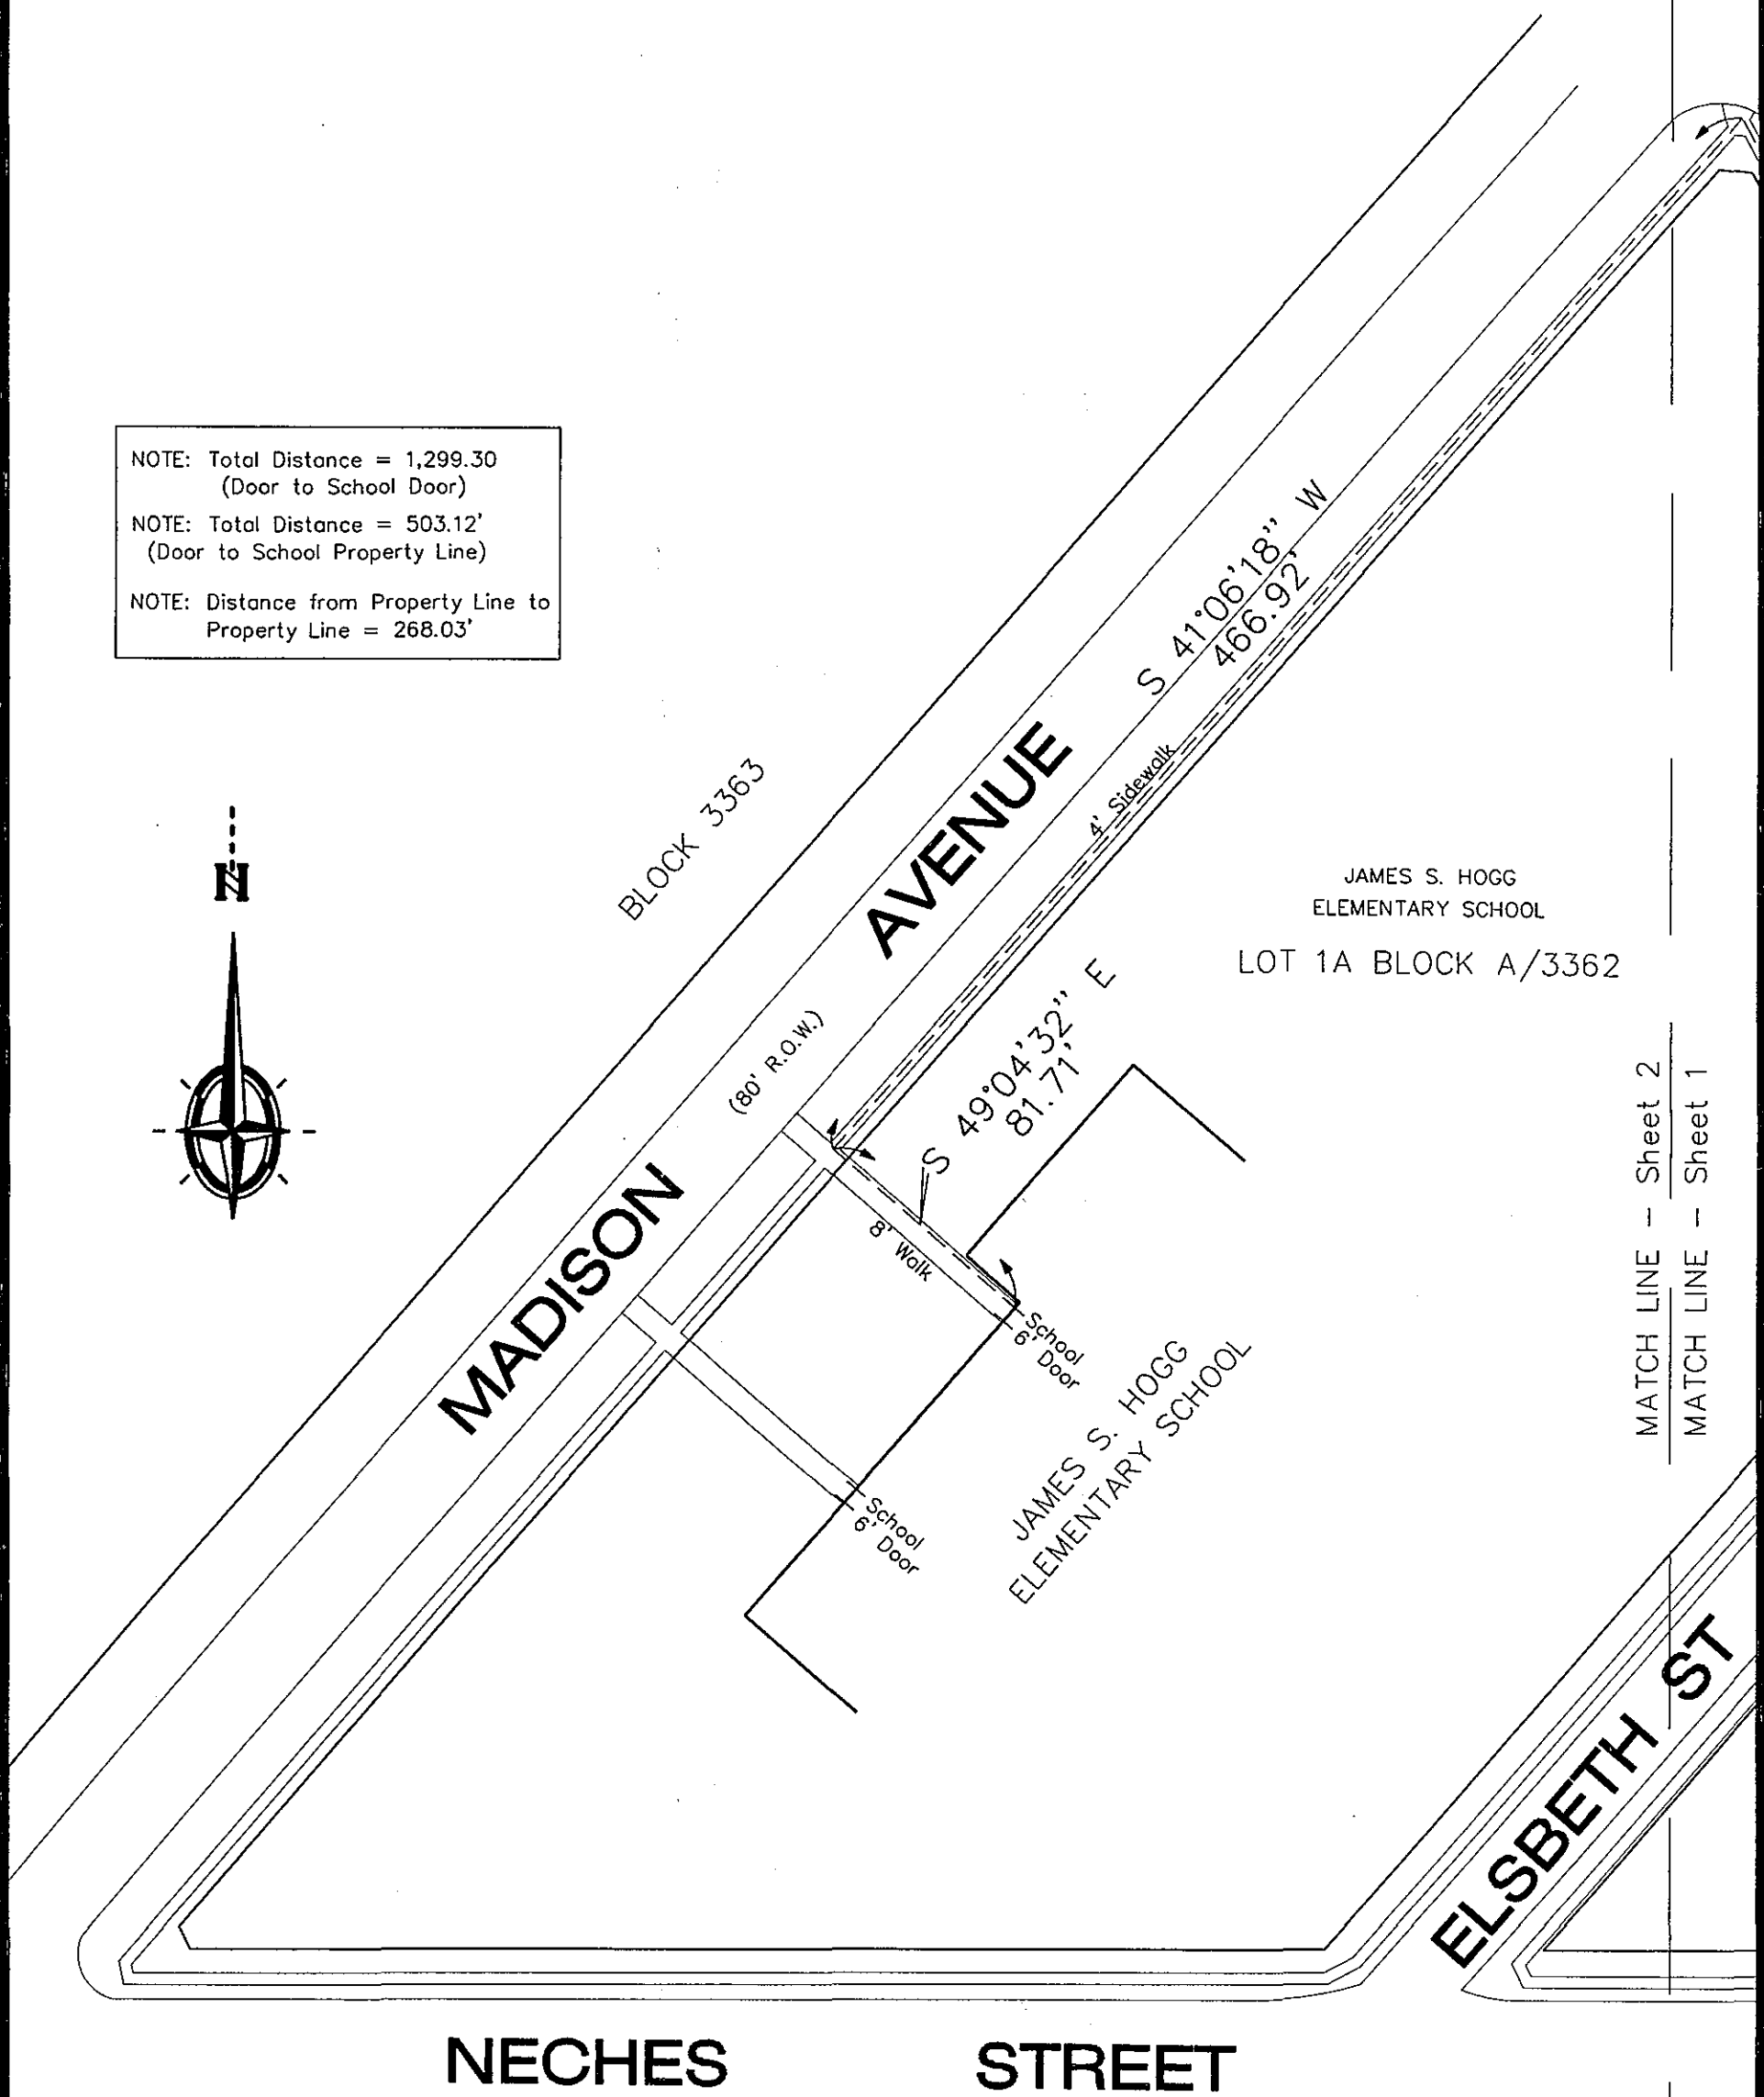 NOTE: Total Distance = 1,299.30
(Door to School Door)
NOTE: Total Distance = 503.12'
(Door to School Property Line)
NOTE: Distance from Property Line to
Property Line = 268.03'
N
BLOCK 3363
MADISON AVENUE
(80' R.O.W.)
S 41°06'18" W
466.92'
4' Sidewalk
S 49°04'32" E
81.71'
8' Walk
School
6' Door
School
6' Door
JAMES S. HOGG
ELEMENTARY SCHOOL
LOT 1A BLOCK A/3362
JAMES S. HOGG
ELEMENTARY SCHOOL
MATCH LINE - Sheet 2
MATCH LINE - Sheet 1
ELSBETH ST
NECHES STREET